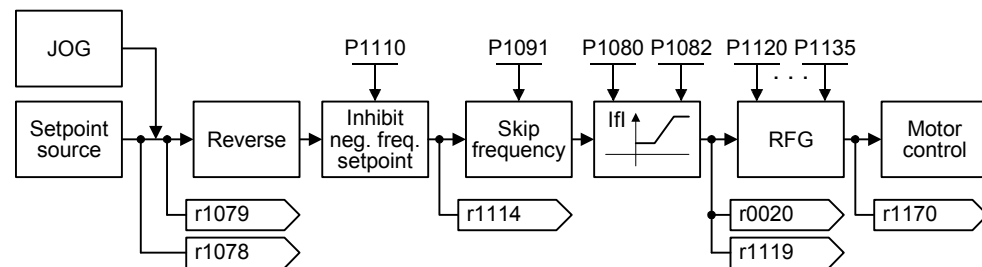 JOG
P1110
P1091
P1080
P1082
P1120
P1135
. . .
Setpoint
source
Reverse
Inhibit
neg. freq.
setpoint
Skip
frequency
|f|
RFG
Motor
control
r1079
r1114
r0020
r1170
r1078
r1119